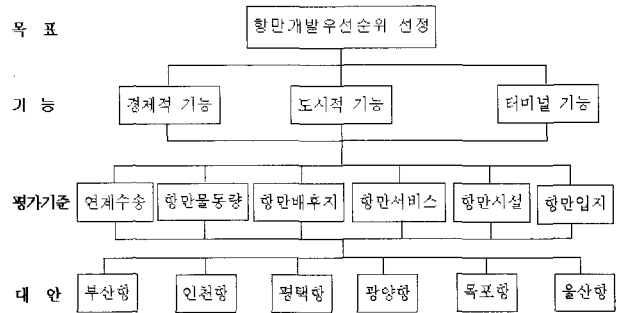 목 표 항만개발우선순위 선정
기 능 경제적 기능 도시적 기능 터미널 기능
평가기준 연계수송 항만물동량 항만배후지 항만서비스 항만시설 항만입지
대 안 부산항 인천항 평택항 광양항 목포항 울산항